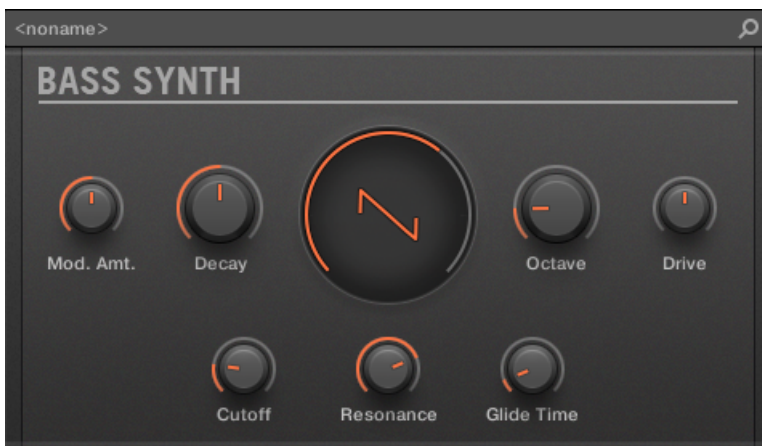 <noname>
BASS SYNTH
Mod. Amt.
Decay
Octave
Drive
Cutoff
Resonance
Glide Time